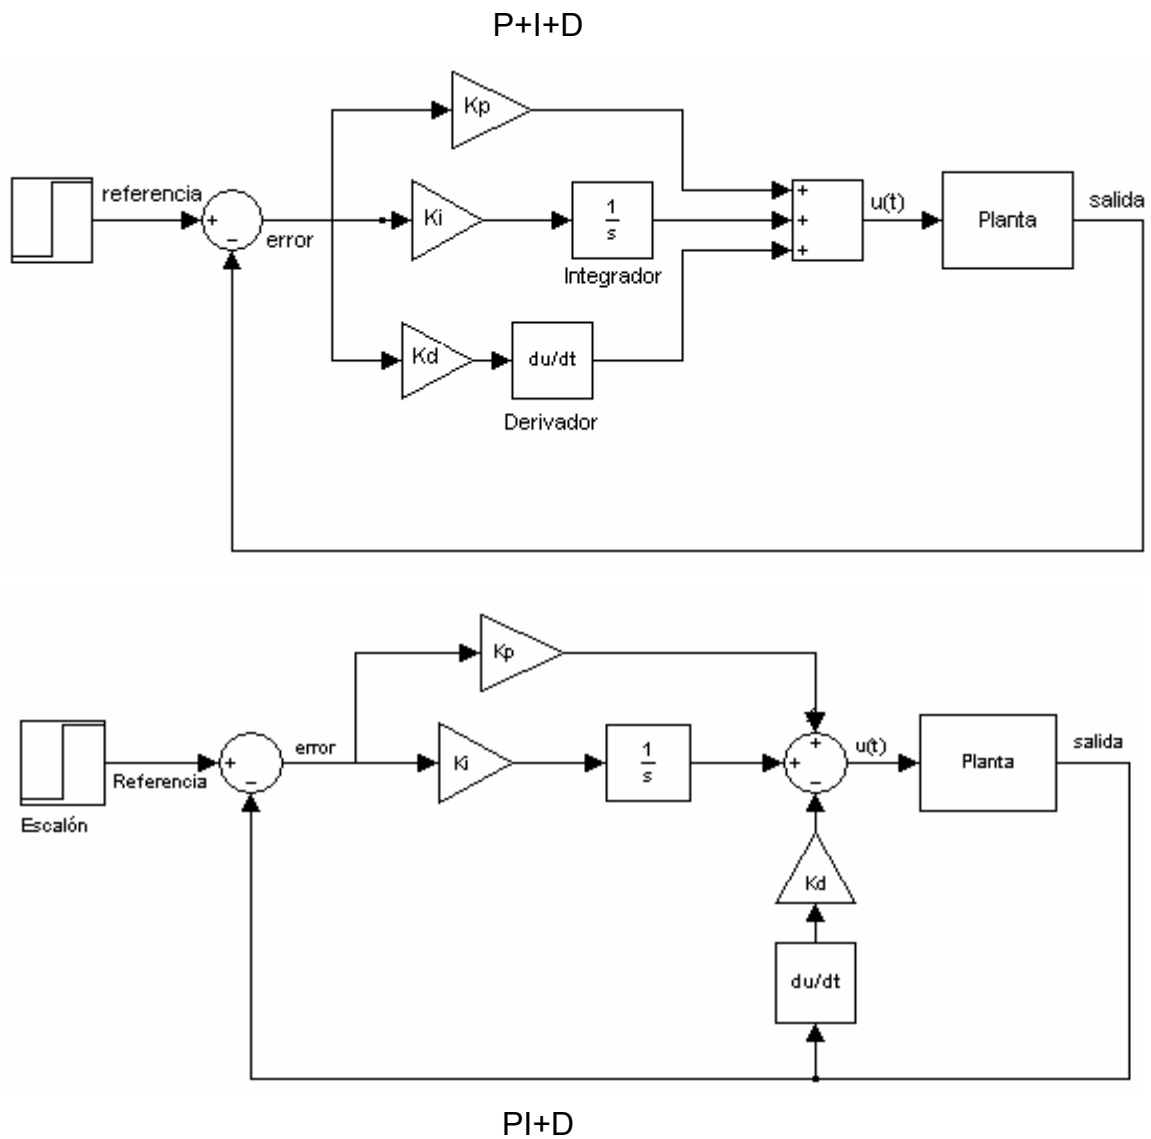 P+I+D
Kp
referencia
+
−
error
Ki
1
s
Integrador
+
+
+
u(t)
Planta
salida
Kd
du/dt
Derivador
Kp
Escalón
Referencia
+
−
error
Ki
1
s
+
+
−
u(t)
Planta
salida
Kd
du/dt
PI+D